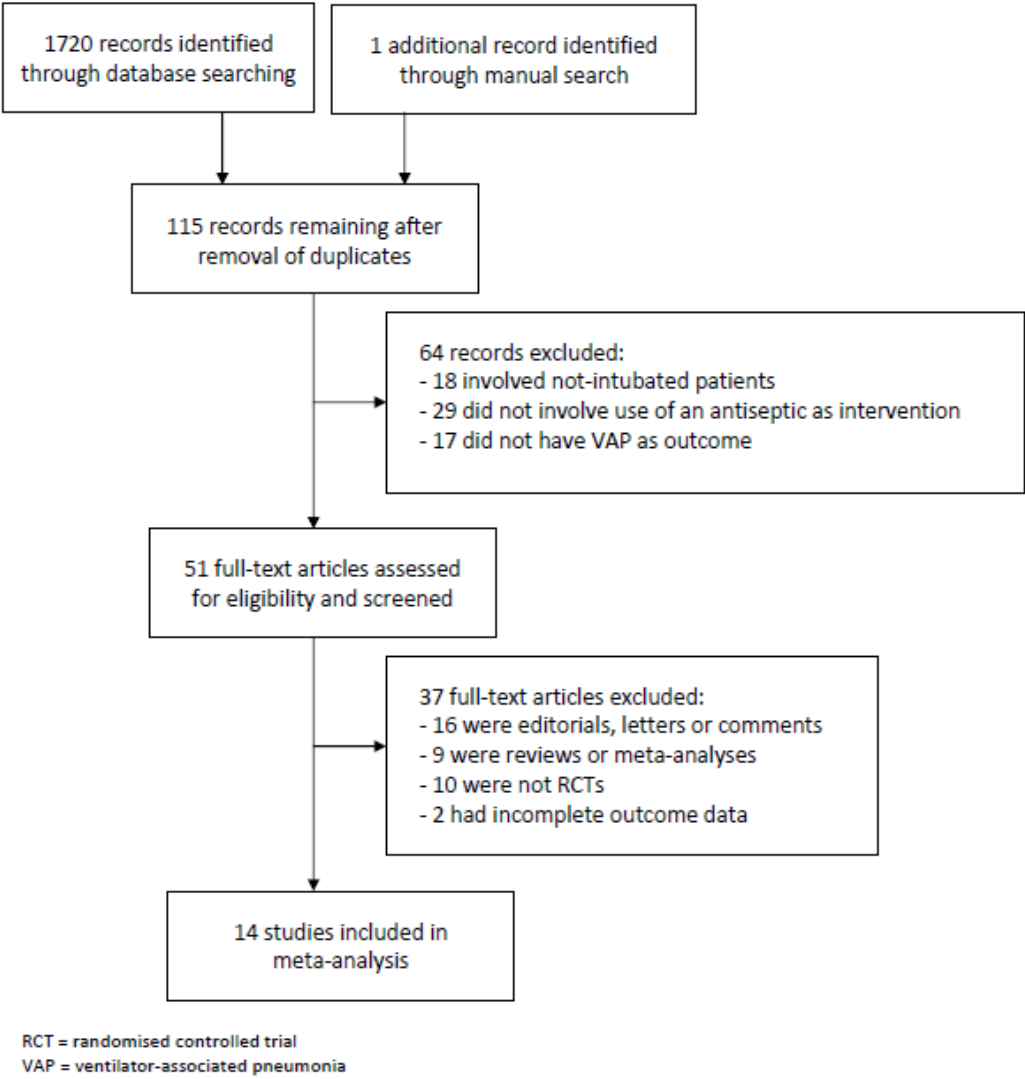 1720 records identified
through database searching
1 additional record identified
through manual search
115 records remaining after
removal of duplicates
64 records excluded:
- 18 involved not-intubated patients
- 29 did not involve use of an antiseptic as intervention
- 17 did not have VAP as outcome
51 full-text articles assessed
for eligibility and screened
37 full-text articles excluded:
- 16 were editorials, letters or comments
- 9 were reviews or meta-analyses
- 10 were not RCTs
- 2 had incomplete outcome data
14 studies included in
meta-analysis
RCT = randomised controlled trial
VAP = ventilator-associated pneumonia